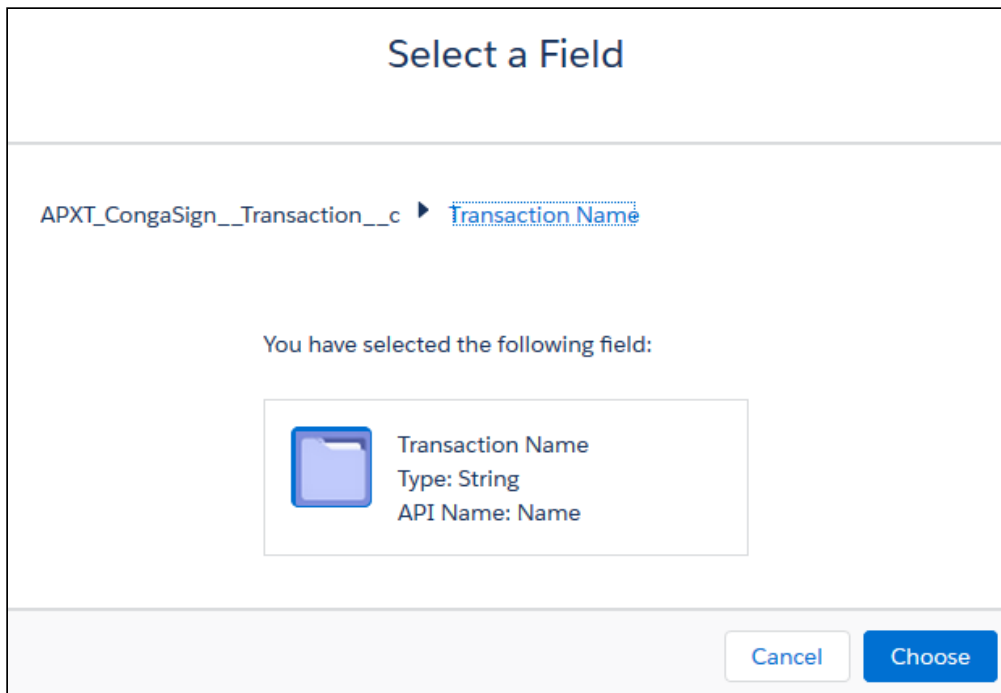 Select a Field
APXT_CongaSign__Transaction__c Transaction Name
You have selected the following field:
Transaction Name
Type: String
API Name: Name
Cancel Choose